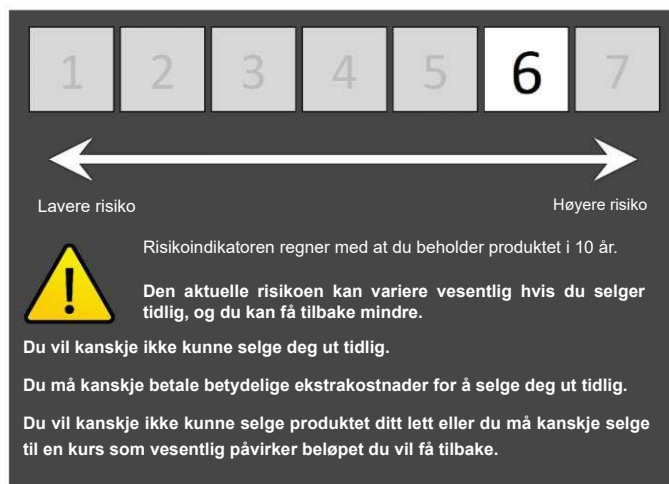 1 2 3 4 5 6 7
Lavere risiko
Høyere risiko
Risikoindikatoren regner med at du beholder produktet i 10 år.
Den aktuelle risikoen kan variere vesentlig hvis du selger
tidlig, og du kan få tilbake mindre.
Du vil kanskje ikke kunne selge deg ut tidlig.
Du må kanskje betale betydelige ekstrakostnader for å selge deg ut tidlig.
Du vil kanskje ikke kunne selge produktet ditt lett eller du må kanskje selge
til en kurs som vesentlig påvirker beløpet du vil få tilbake.